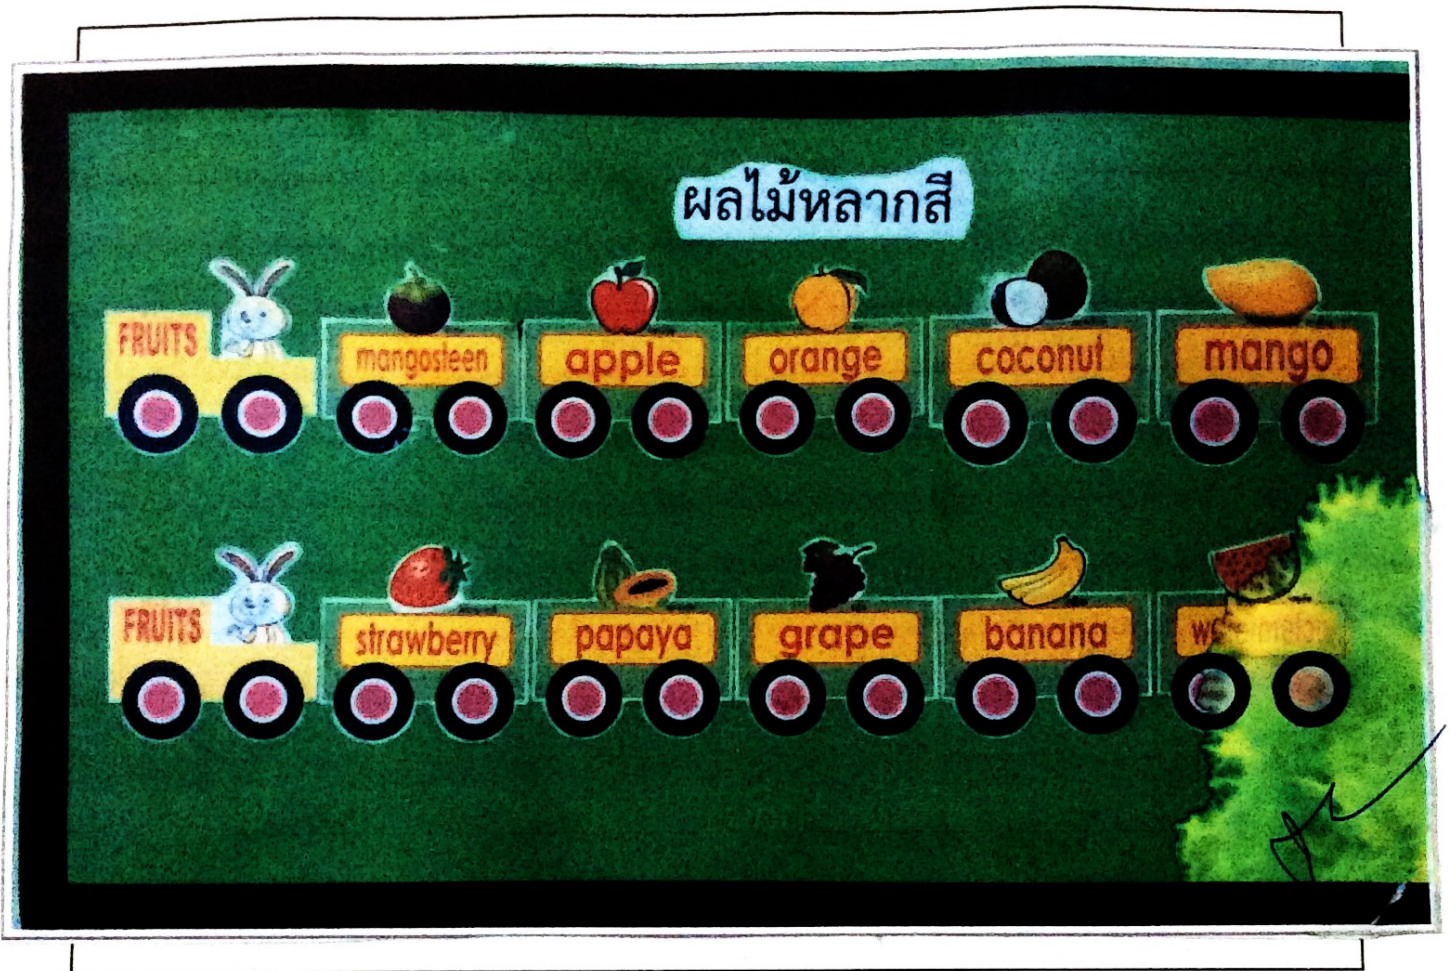 ผลไม้หลากสี
FRUITS mangosteen apple orange coconut mango
FRUITS strawberry papaya grape banana